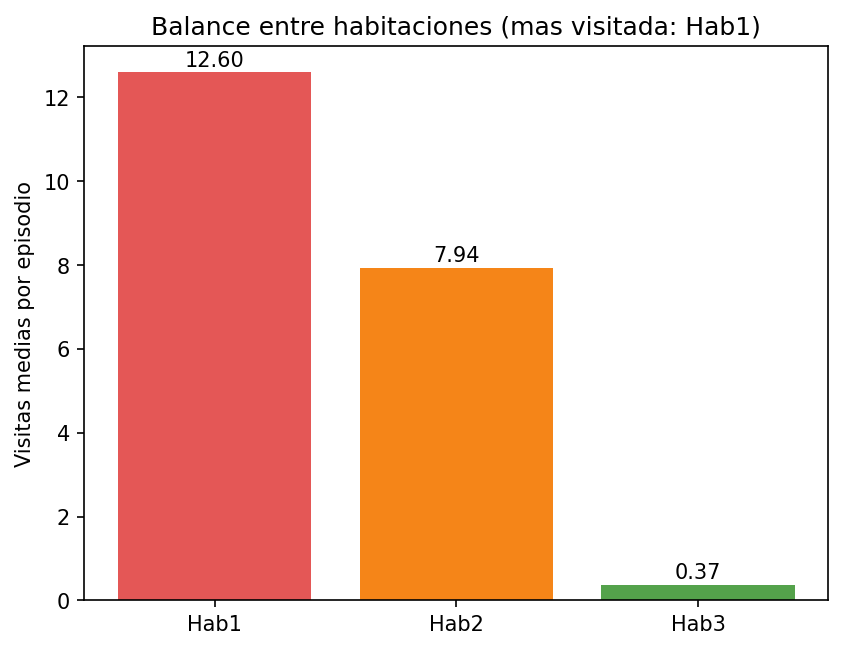 Balance entre habitaciones (mas visitada: Hab1)
Visitas medias por episodio
12
10
8
6
4
2
0
12.60
7.94
0.37
Hab1
Hab2
Hab3